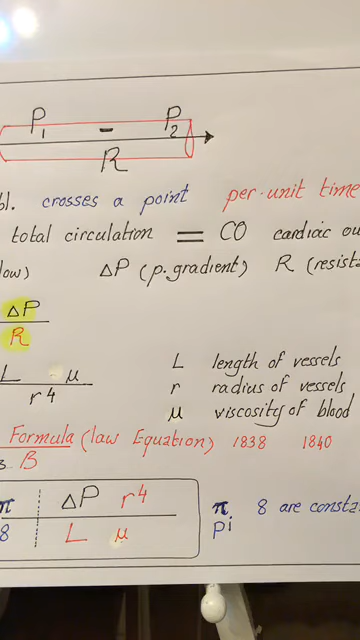 P1 - P2
R
bl. crosses a point per unit time
total circulation = CO cardiac ou
low) ΔP (p. gradient) R (resist
ΔP
R
L length of vessels
L μ
r radius of vessels
r4
μ viscosity of blood
Formula (law Equation) 1838 1840
B
π ΔP r4 π 8 are consta
8 L μ pi